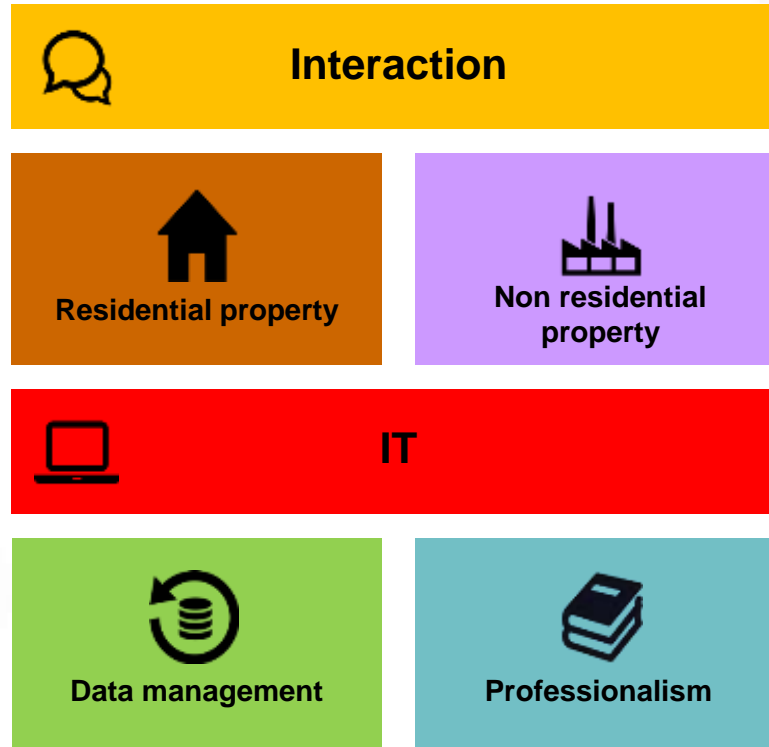 Interaction
Residential property
Non residential
property
IT
Data management
Professionalism